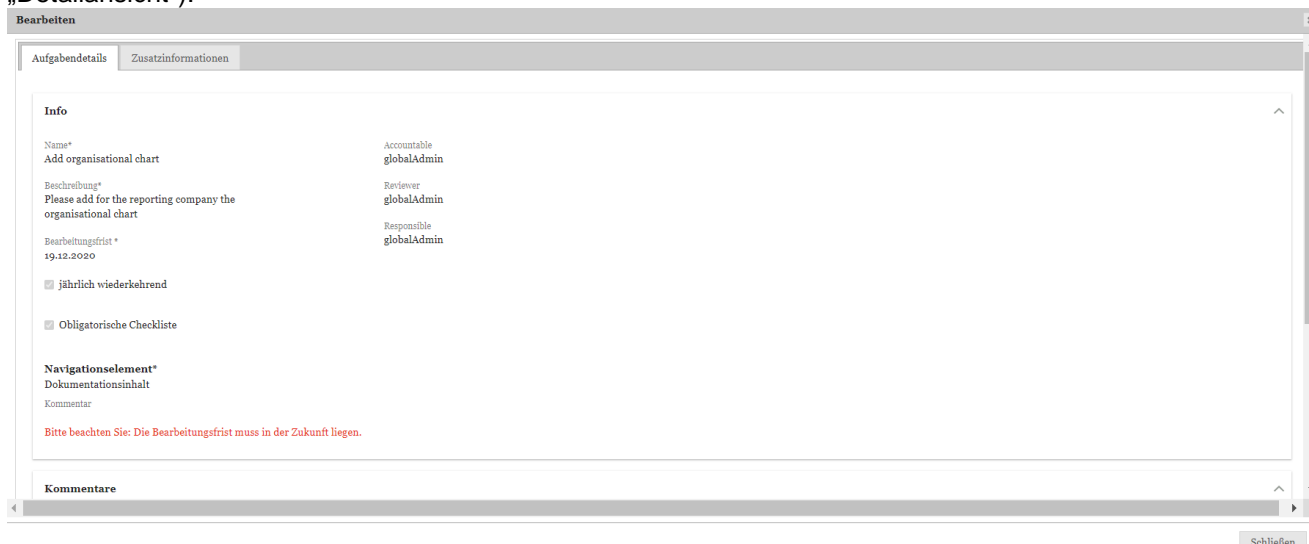 „Detailansicht“).
Bearbeiten
Aufgabendetails Zusatzinformationen
Info
Name*
Add organisational chart
Beschreibung*
Please add for the reporting company the
organisational chart
Bearbeitungsfrist *
19.12.2020
jährlich wiederkehrend
Obligatorische Checkliste
Navigationselement*
Dokumentationsinhalt
Kommentar
Bitte beachten Sie: Die Bearbeitungsfrist muss in der Zukunft liegen.
Accountable
globalAdmin
Reviewer
globalAdmin
Responsible
globalAdmin
Kommentare
Schließen